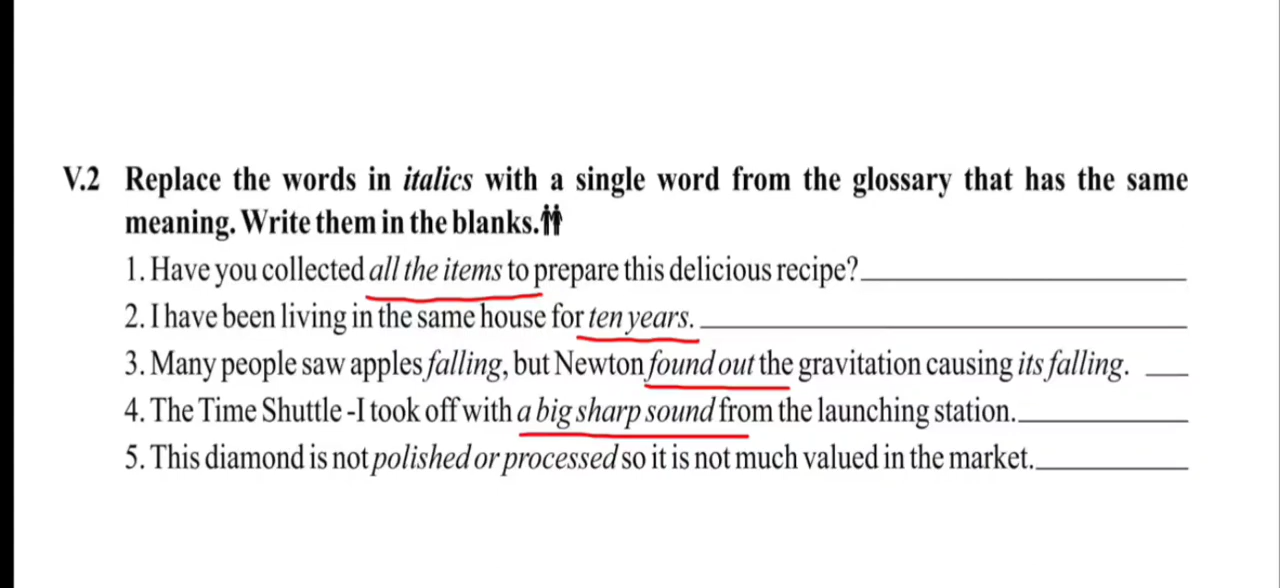 V.2 Replace the words in italics with a single word from the glossary that has the same
meaning. Write them in the blanks.
1. Have you collected all the items to prepare this delicious recipe?
2. I have been living in the same house for ten years.
3. Many people saw apples falling, but Newton found out the gravitation causing its falling.
4. The Time Shuttle -I took off with a big sharp sound from the launching station.
5. This diamond is not polished or processed so it is not much valued in the market.